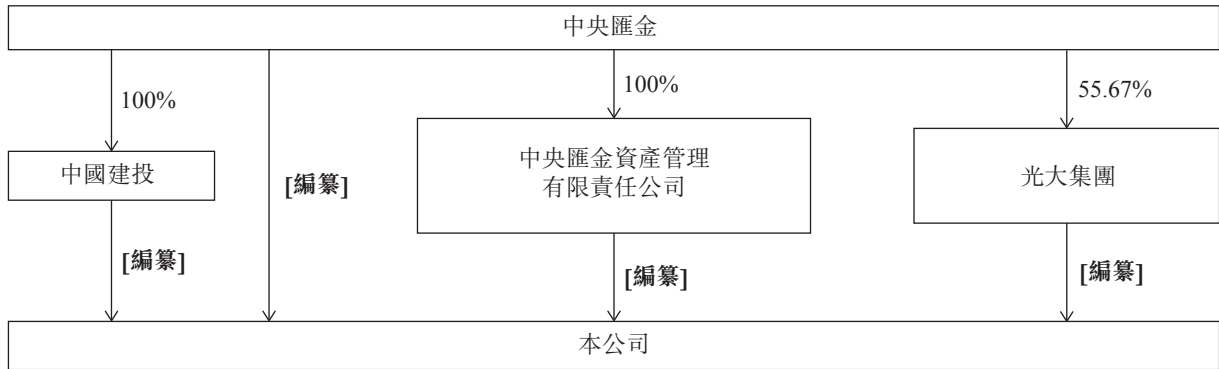 中央匯金
100%
100%
55.67%
中國建投
[編纂]
中央匯金資產管理
有限責任公司
光大集團
[編纂]
[編纂]
[編纂]
本公司